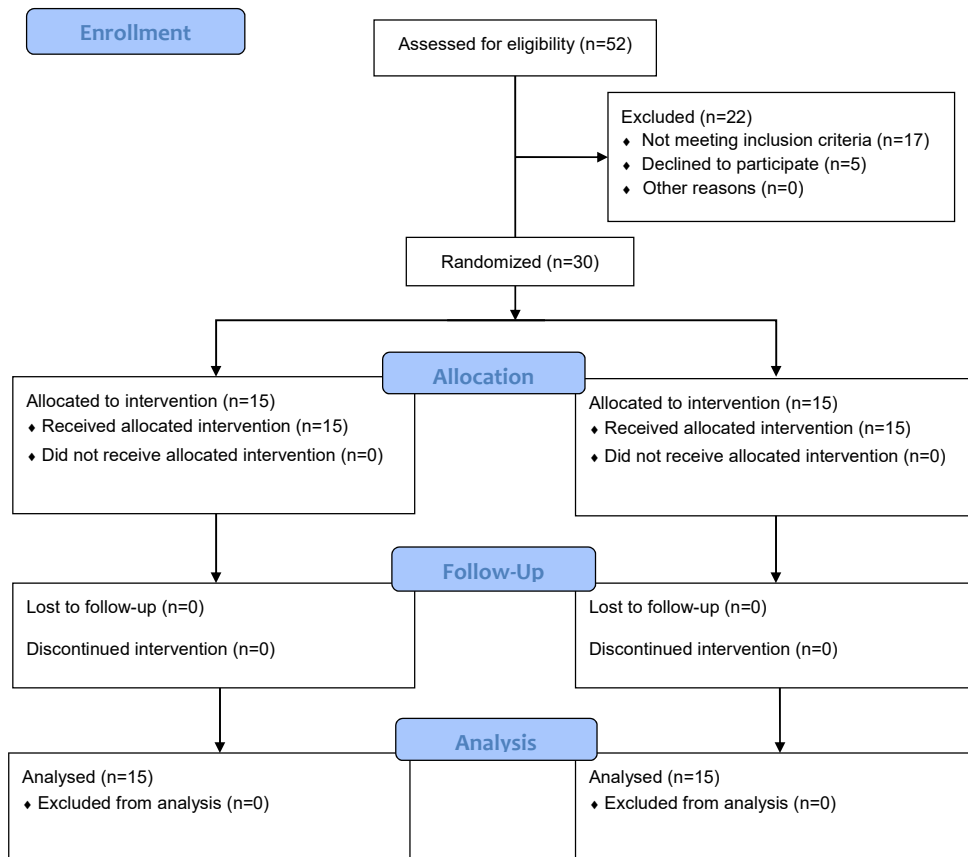 Enrollment
Assessed for eligibility (n=52)
Excluded (n=22)
♦ Not meeting inclusion criteria (n=17)
♦ Declined to participate (n=5)
♦ Other reasons (n=0)
Randomized (n=30)
Allocation
Allocated to intervention (n=15)
♦ Received allocated intervention (n=15)
♦ Did not receive allocated intervention (n=0)
Allocated to intervention (n=15)
♦ Received allocated intervention (n=15)
♦ Did not receive allocated intervention (n=0)
Follow-Up
Lost to follow-up (n=0)
Discontinued intervention (n=0)
Lost to follow-up (n=0)
Discontinued intervention (n=0)
Analysis
Analysed (n=15)
♦ Excluded from analysis (n=0)
Analysed (n=15)
♦ Excluded from analysis (n=0)